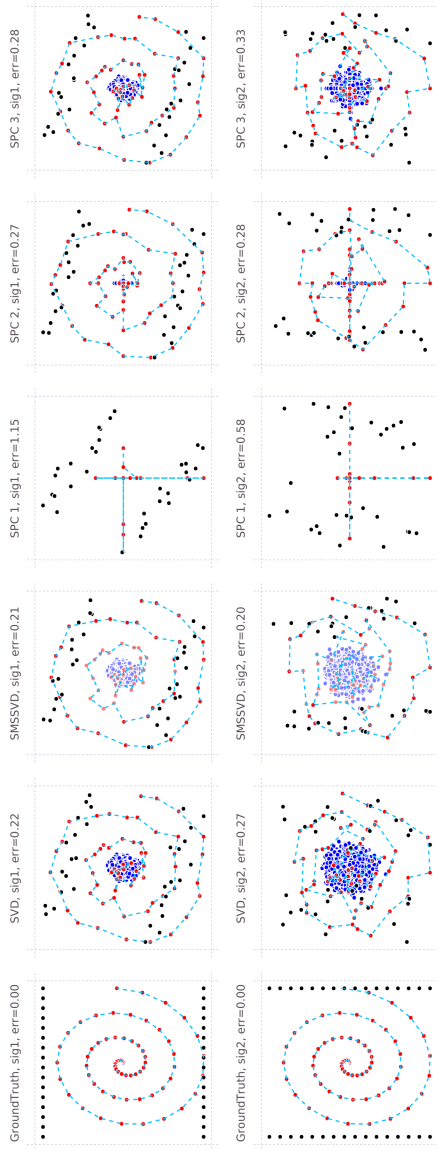 GroundTruth, sig1, err=0.00
SVD, sig1, err=0.22
SMSSVD, sig1, err=0.21
SPC 1, sig1, err=1.15
SPC 2, sig1, err=0.27
SPC 3, sig1, err=0.28
GroundTruth, sig2, err=0.00
SVD, sig2, err=0.27
SMSSVD, sig2, err=0.20
SPC 1, sig2, err=0.58
SPC 2, sig2, err=0.28
SPC 3, sig2, err=0.33